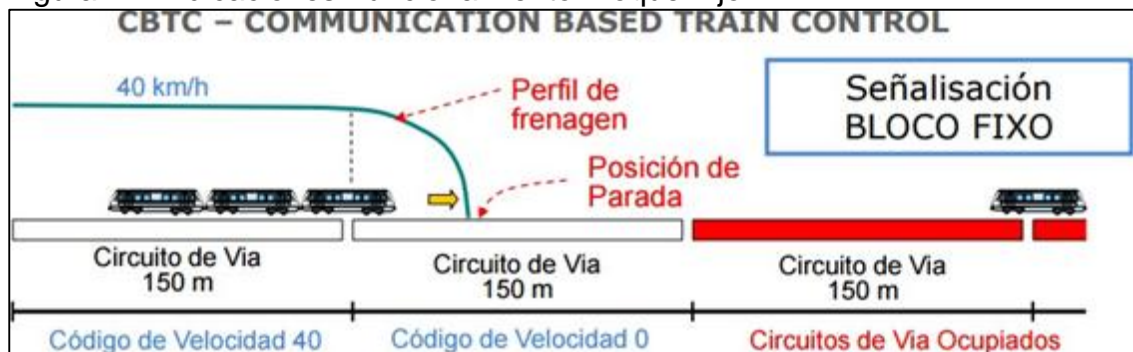 CBTC – COMMUNICATION BASED TRAIN CONTROL
40 km/h
Perfil de
frenagen
Señalisación
BLOCO FIXO
Posición de
Parada
Circuito de Via
150 m
Circuito de Via
150 m
Circuito de Via
150 m
Código de Velocidad 40
Código de Velocidad 0
Circuitos de Via Ocupiados